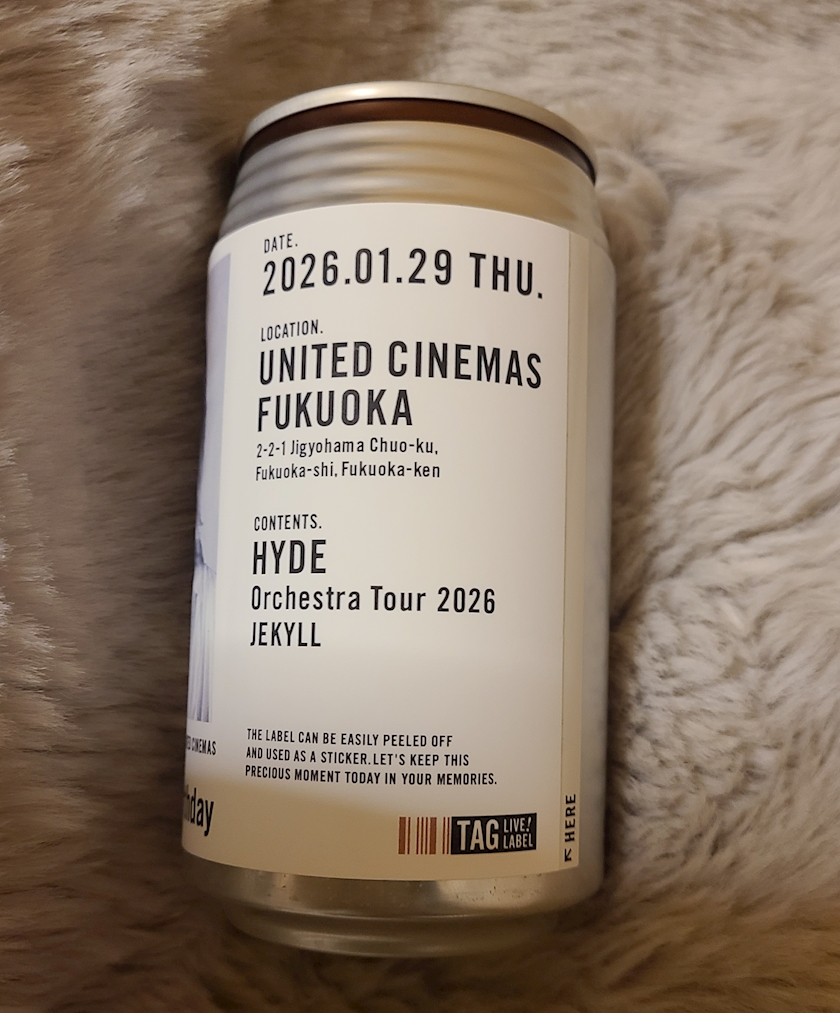 DATE.
2026.01.29 THU.
LOCATION.
UNITED CINEMAS
FUKUOKA
2-2-1 Jigyohama Chuo-ku,
Fukuoka-shi, Fukuoka-ken
CONTENTS.
HYDE
Orchestra Tour 2026
JEKYLL
THE LABEL CAN BE EASILY PEELED OFF
AND USED AS A STICKER.LET'S KEEP THIS
PRECIOUS MOMENT TODAY IN YOUR MEMORIES.
TAG LIVE!
LABEL
HERE
CINEMAS